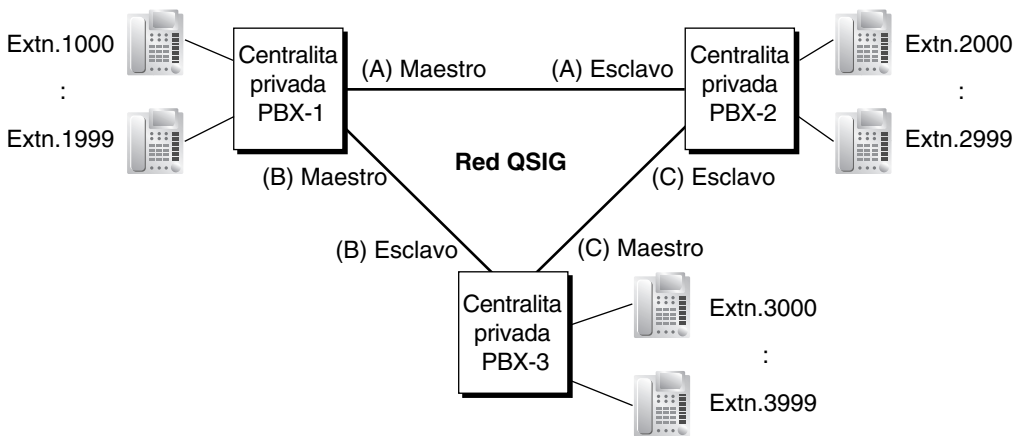 Extn.1000
:
Extn.1999
Centralita
privada
PBX-1
(A) Maestro
(A) Esclavo
Centralita
privada
PBX-2
Extn.2000
:
Extn.2999
Red QSIG
(B) Maestro
(C) Esclavo
(B) Esclavo
(C) Maestro
Centralita
privada
PBX-3
Extn.3000
:
Extn.3999